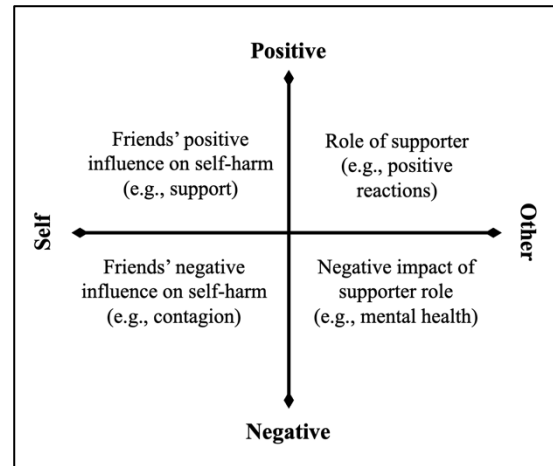 Positive
Friends' positive
influence on self-harm
(e.g., support)
Role of supporter
(e.g., positive
reactions)
Self
Other
Friends' negative
influence on self-harm
(e.g., contagion)
Negative impact of
supporter role
(e.g., mental health)
Negative